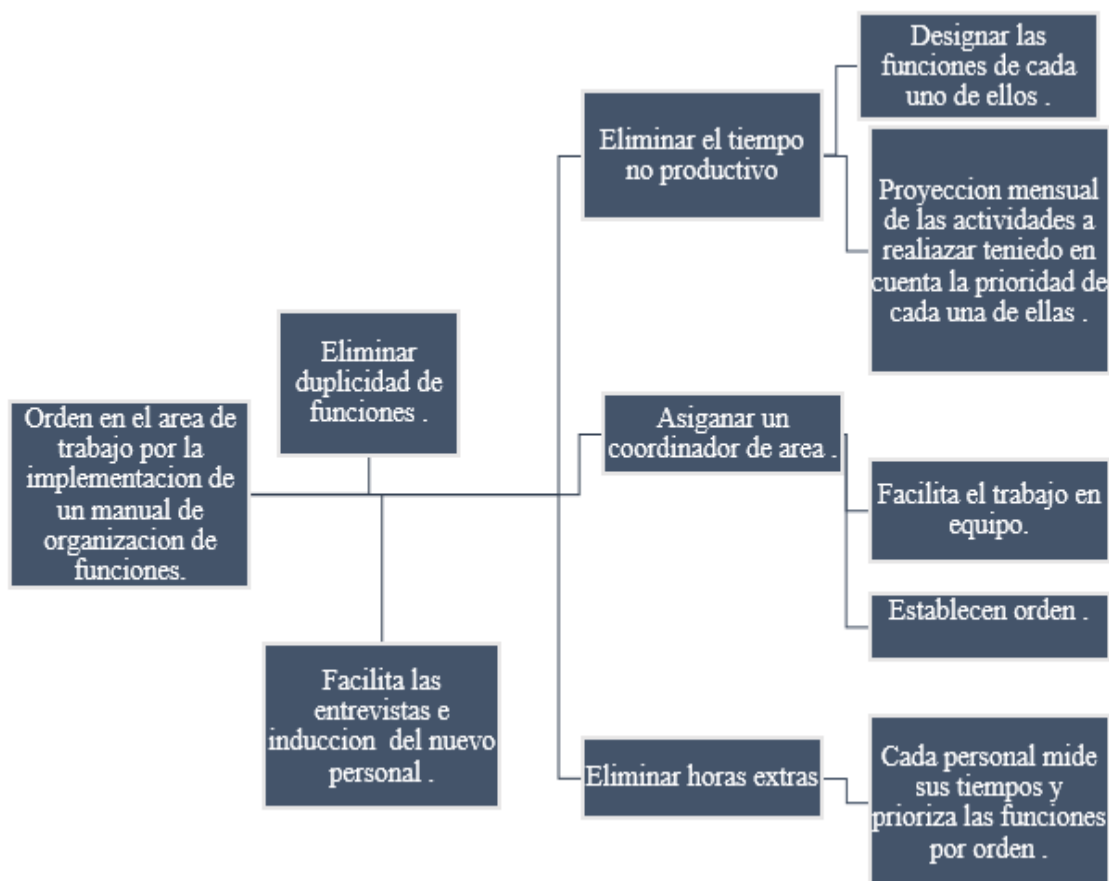 Orden en el area de
trabajo por la
implementacion de
un manual de
organizacion de
funciones.
Eliminar
duplicidad de
funciones .
Facilita las
entrevistas e
induccion del nuevo
personal .
Eliminar el tiempo
no productivo
Designar las
funciones de cada
uno de ellos .
Proyeccion mensual
de las actividades a
realiazar teniedo en
cuenta la prioridad de
cada una de ellas .
Asiganar un
coordinador de area .
Facilita el trabajo en
equipo.
Establecen orden .
Eliminar horas extras
Cada personal mide
sus tiempos y
prioriza las funciones
por orden .